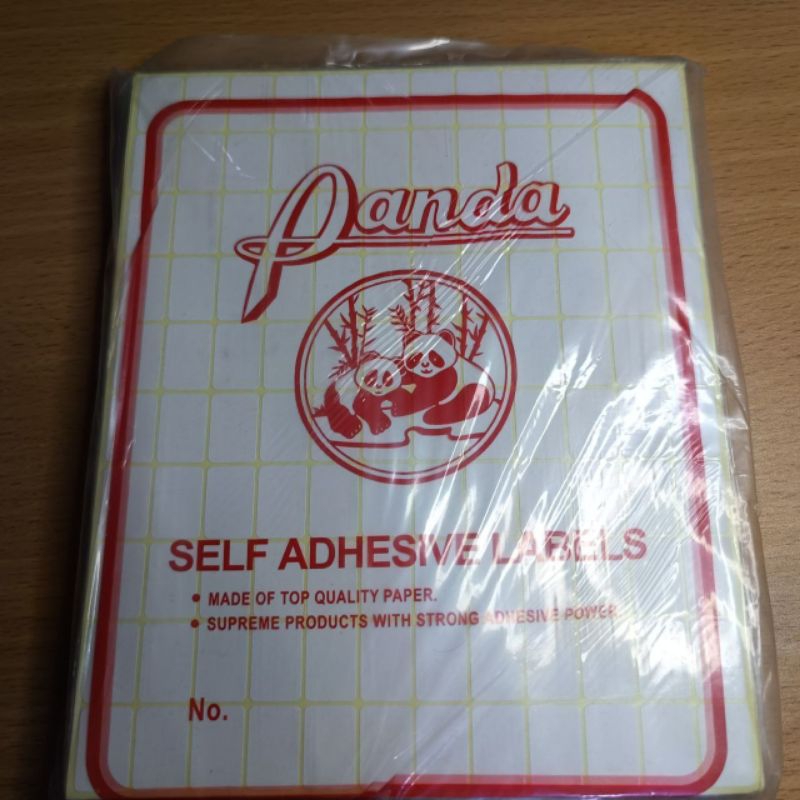 Panda
SELF ADHESIVE LABELS
• MADE OF TOP QUALITY PAPER.
• SUPREME PRODUCTS WITH STRONG ADHESIVE POWER.
No.